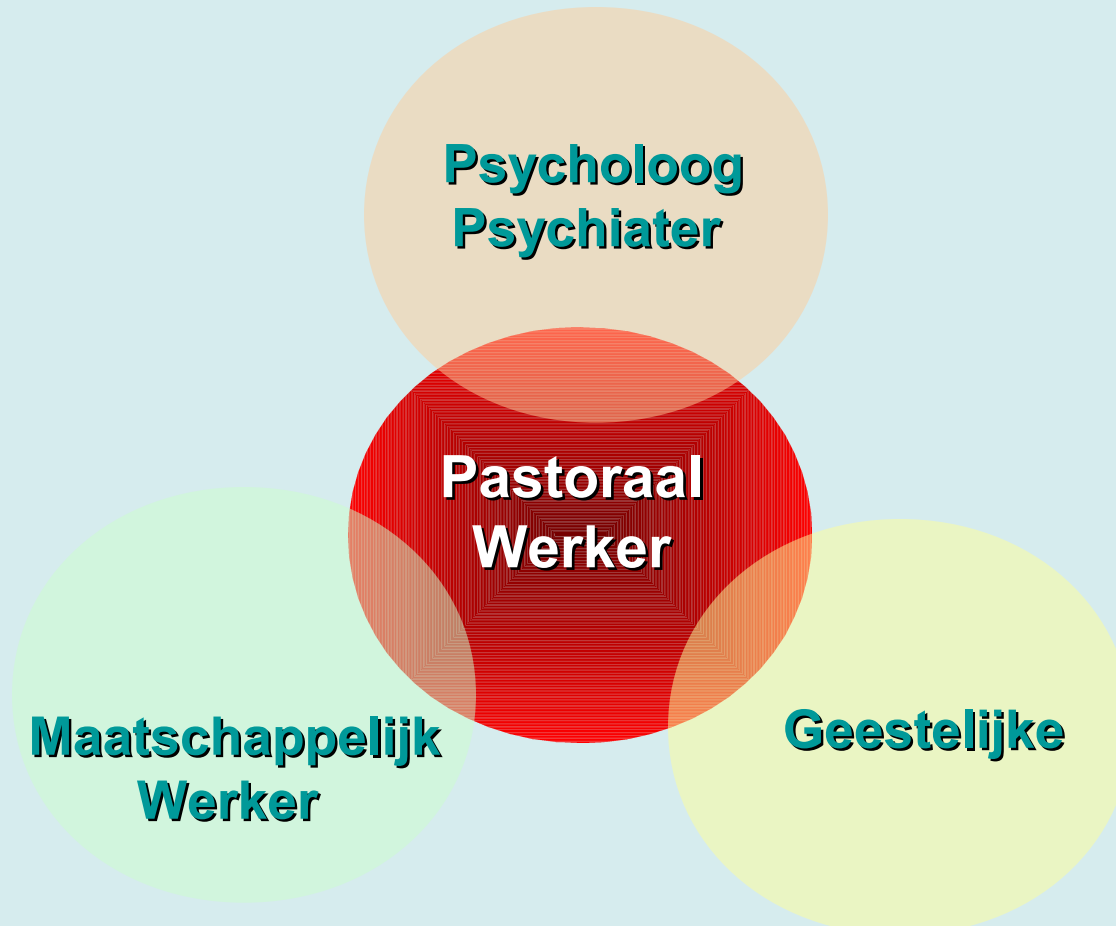 Psycholoog
Psychiater
Pastoraal
Werker
Maatschappelijk
Werker
Geestelijke